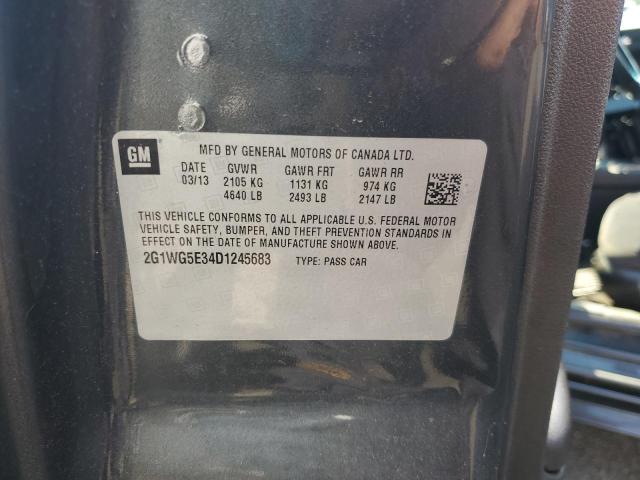 GM
MFD BY GENERAL MOTORS OF CANADA LTD.
DATE GVWR GAWR FRT GAWR RR
03/13 2105 KG 1131 KG 974 KG
4640 LB 2493 LB 2147 LB
THIS VEHICLE CONFORMS TO ALL APPLICABLE U.S. FEDERAL MOTOR
VEHICLE SAFETY, BUMPER, AND THEFT PREVENTION STANDARDS IN
EFFECT ON THE DATE OF MANUFACTURE SHOWN ABOVE.
2G1WG5E34D1245683 TYPE: PASS CAR